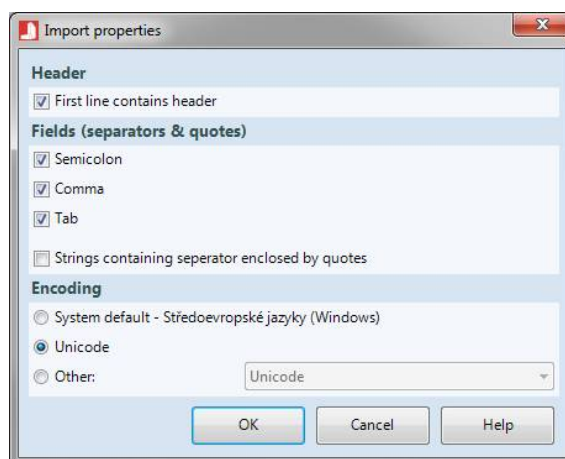 Import properties
Header
First line contains header
Fields (separators & quotes)
Semicolon
Comma
Tab
Strings containing seperator enclosed by quotes
Encoding
System default - Středoevropské jazyky (Windows)
Unicode
Other: Unicode
OK Cancel Help